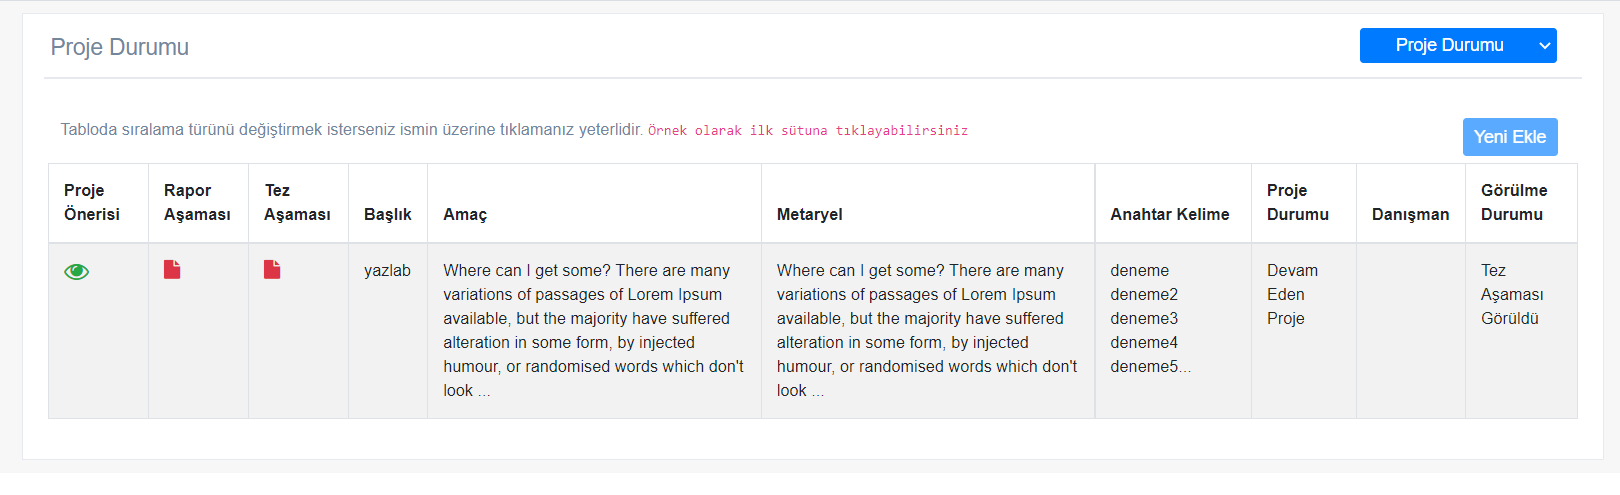 Proje Durumu
Proje Durumu
Tabloda sıralama türünü değiştirmek isterseniz ismin üzerine tıklamanız yeterlidir. Örnek olarak ilk sütuna tıklayabilirsiniz
Yeni Ekle
Proje
Önerisi
Rapor
Aşaması
Tez
Aşaması
Başlık
Amaç
Metaryel
Anahtar Kelime
Proje
Durumu
Danışman
Görülme
Durumu
yazlab
Where can I get some? There are many
variations of passages of Lorem Ipsum
available, but the majority have suffered
alteration in some form, by injected
humour, or randomised words which don't
look ...
Where can I get some? There are many
variations of passages of Lorem Ipsum
available, but the majority have suffered
alteration in some form, by injected
humour, or randomised words which don't
look ...
deneme
deneme2
deneme3
deneme4
deneme5...
Devam
Eden
Proje
Tez
Aşaması
Görüldü